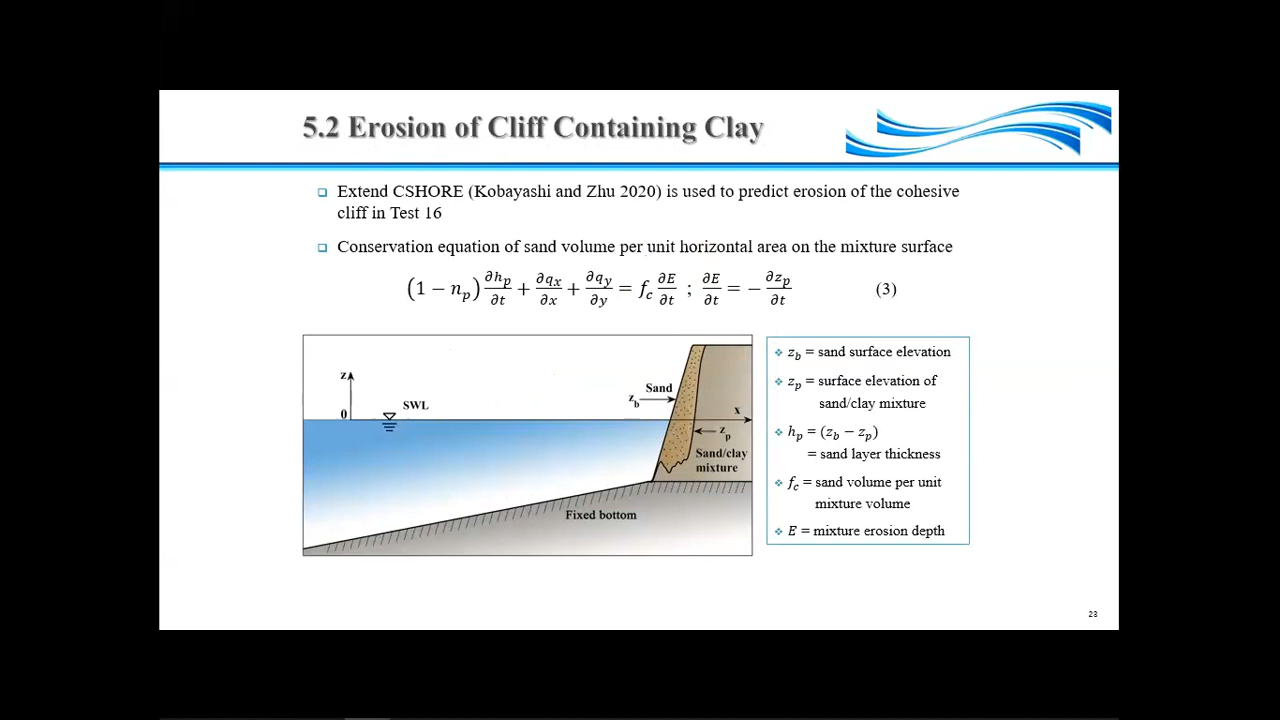 5.2 Erosion of Cliff Containing Clay
Extend CSHORE (Kobayashi and Zhu 2020) is used to predict erosion of the cohesive
cliff in Test 16
Conservation equation of sand volume per unit horizontal area on the mixture surface
(1 − n_p) ∂h_p/∂t + ∂q_x/∂x + ∂q_y/∂y = f_c ∂E/∂t ; ∂E/∂t = − ∂z_p/∂t (3)
z
0
SWL
Sand
z_b
x
z_p
Sand/clay
mixture
Fixed bottom
z_b = sand surface elevation
z_p = surface elevation of
sand/clay mixture
h_p = (z_b − z_p)
= sand layer thickness
f_c = sand volume per unit
mixture volume
E = mixture erosion depth
23